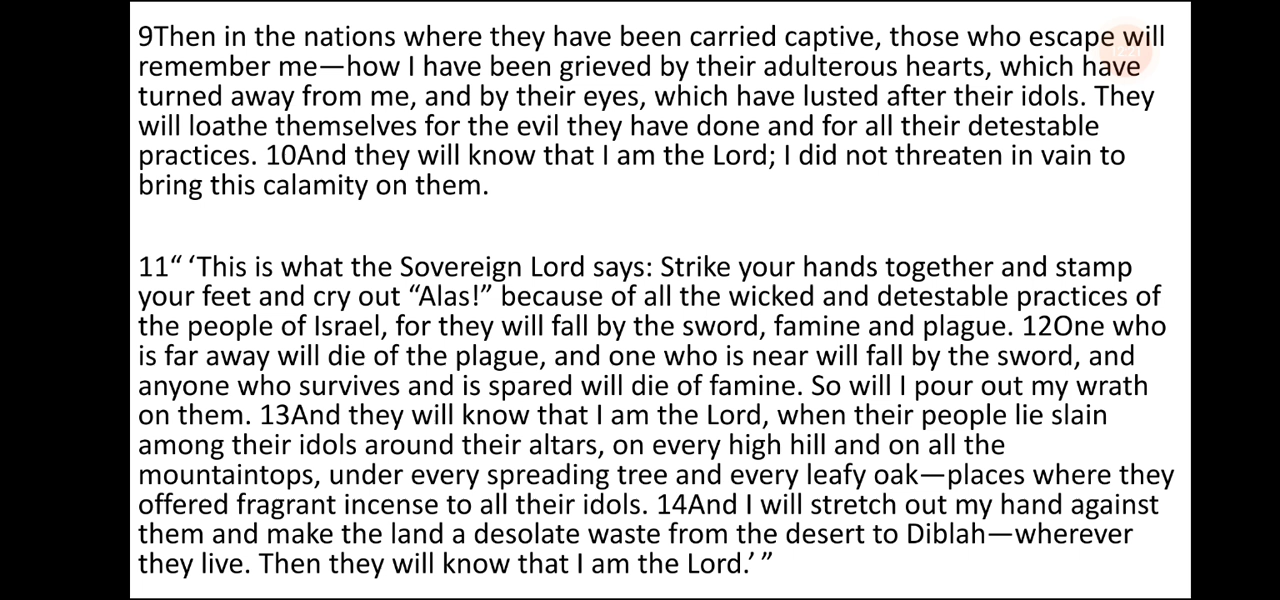 9Then in the nations where they have been carried captive, those who escape will
remember me—how I have been grieved by their adulterous hearts, which have
turned away from me, and by their eyes, which have lusted after their idols. They
will loathe themselves for the evil they have done and for all their detestable
practices. 10And they will know that I am the Lord; I did not threaten in vain to
bring this calamity on them.
11“ ‘This is what the Sovereign Lord says: Strike your hands together and stamp
your feet and cry out “Alas!” because of all the wicked and detestable practices of
the people of Israel, for they will fall by the sword, famine and plague. 12One who
is far away will die of the plague, and one who is near will fall by the sword, and
anyone who survives and is spared will die of famine. So will I pour out my wrath
on them. 13And they will know that I am the Lord, when their people lie slain
among their idols around their altars, on every high hill and on all the
mountaintops, under every spreading tree and every leafy oak—places where they
offered fragrant incense to all their idols. 14And I will stretch out my hand against
them and make the land a desolate waste from the desert to Diblah—wherever
they live. Then they will know that I am the Lord.’ ”